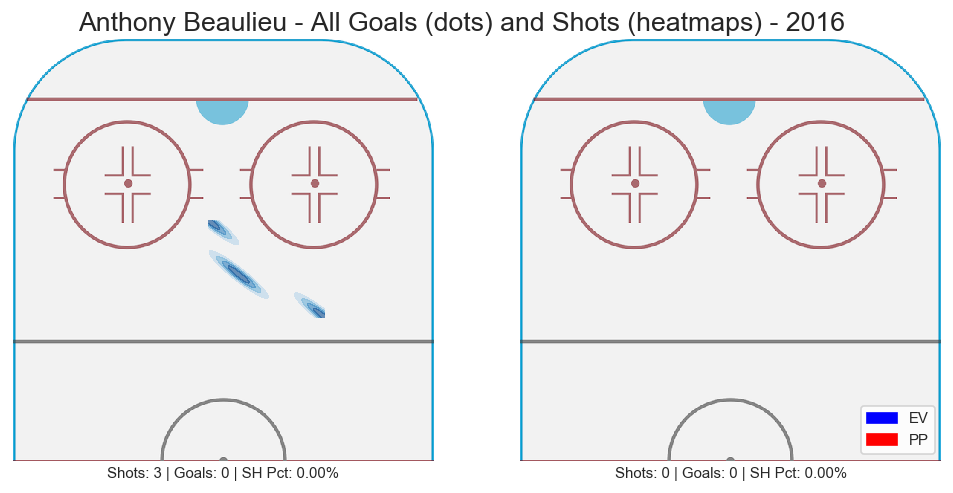 Anthony Beaulieu - All Goals (dots) and Shots (heatmaps) - 2016
EV
PP
Shots: 3 | Goals: 0 | SH Pct: 0.00%
Shots: 0 | Goals: 0 | SH Pct: 0.00%